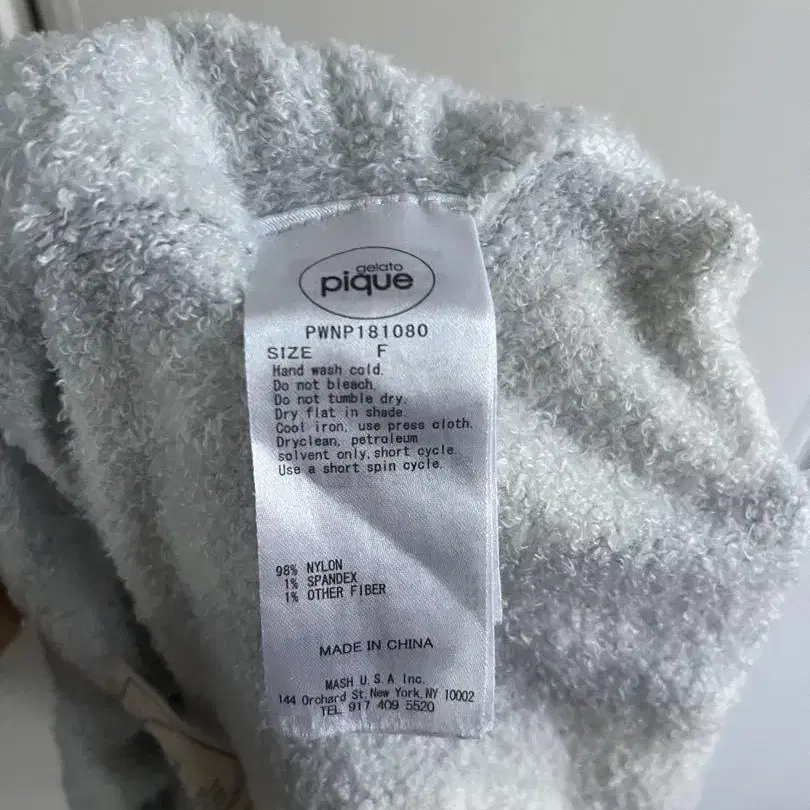 gelato
pique
PWNP181080
SIZE F
Hand wash cold.
Do not bleach.
Do not tumble dry.
Dry flat in shade.
Cool iron, use press cloth.
Dryclean, petroleum
solvent only, short cycle.
Use a short spin cycle.
98% NYLON
1% SPANDEX
1% OTHER FIBER
MADE IN CHINA
MASH U.S.A Inc.
144 Orchard St. New York, NY 10002
TEL 917 409 5520